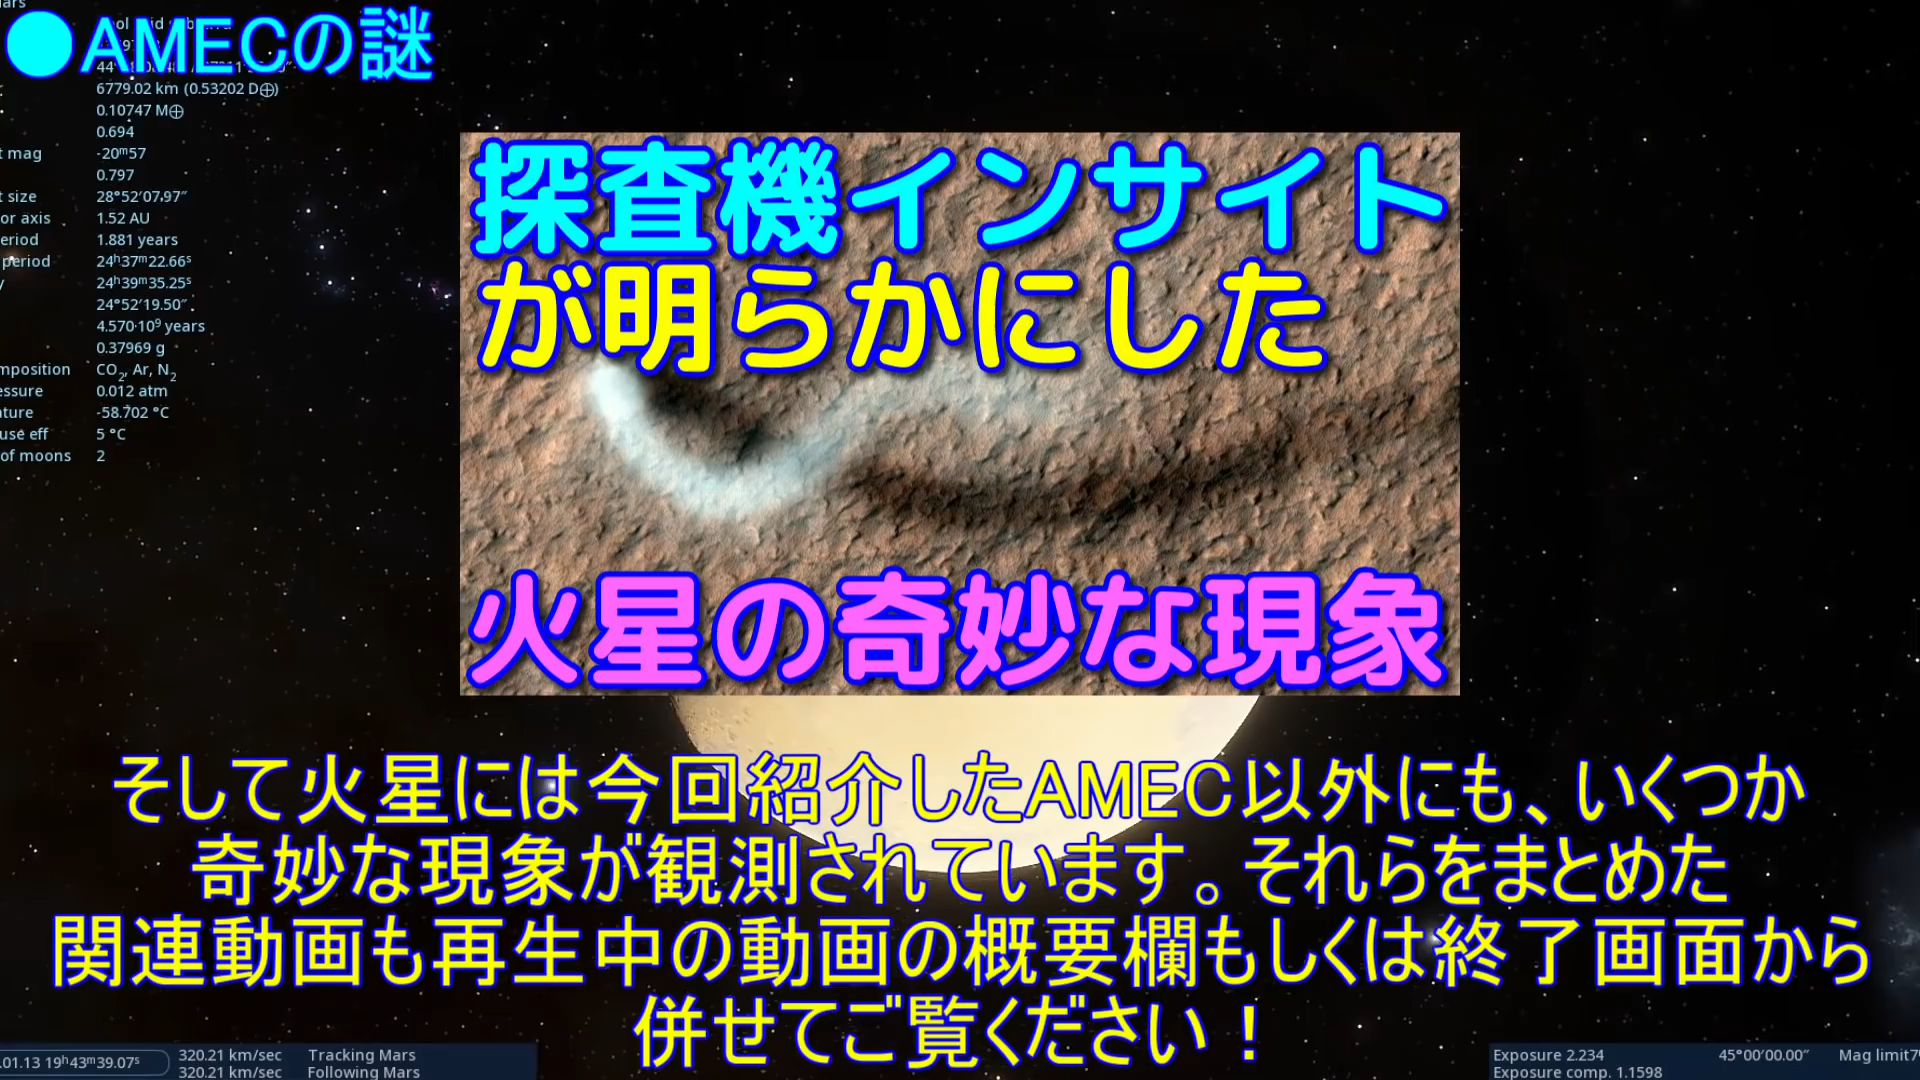 ●AMECの謎
6779.02 km (0.53202 D⊕)
0.10747 M⊕
0.694
mag -20ᵐ57
0.797
size 28°52′07.97″
axis 1.52 AU
1.881 years
period 24ʰ37ᵐ22.66ˢ
24ʰ39ᵐ35.25ˢ
24°52′19.50″
4.570·10⁹ years
0.37969 g
CO₂, Ar, N₂
0.012 atm
-58.702 °C
eff 5 °C
of moons 2
探査機インサイト
が明らかにした
火星の奇妙な現象
そして火星には今回紹介したAMEC以外にも、いくつか
奇妙な現象が観測されています。それらをまとめた
関連動画も再生中の動画の概要欄もしくは終了画面から
併せてご覧ください！
.01.13 19ʰ43ᵐ39.07ˢ
320.21 km/sec Tracking Mars
320.21 km/sec Following Mars
Exposure 2.234 45°00′00.00″ Mag limit
Exposure comp. 1.1598